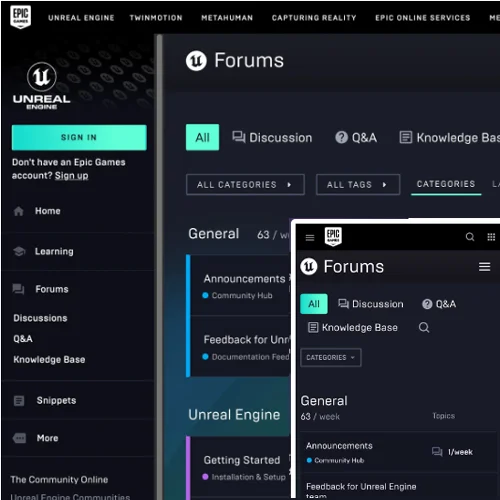 EPIC GAMES
UNREAL ENGINE TWINMOTION METAHUMAN CAPTURING REALITY EPIC ONLINE SERVICES
UNREAL ENGINE
SIGN IN
Don't have an Epic Games
account? Sign up
Home
Learning
Forums
Discussions
Q&A
Knowledge Base
Snippets
More
The Community Online
Unreal Engine Communities
Forums
All Discussion Q&A Knowledge Bas
ALL CATEGORIES ALL TAGS CATEGORIES
General 63 / we
Announcements
Community Hub
Feedback for Unr
Documentation Feed
Unreal Engine
Getting Started
Installation & Setup
EPIC GAMES
Forums
All Discussion Q&A
Knowledge Base
CATEGORIES
General
63 / week Topics
Announcements 1/week
Community Hub
Feedback for Unreal Engine
team